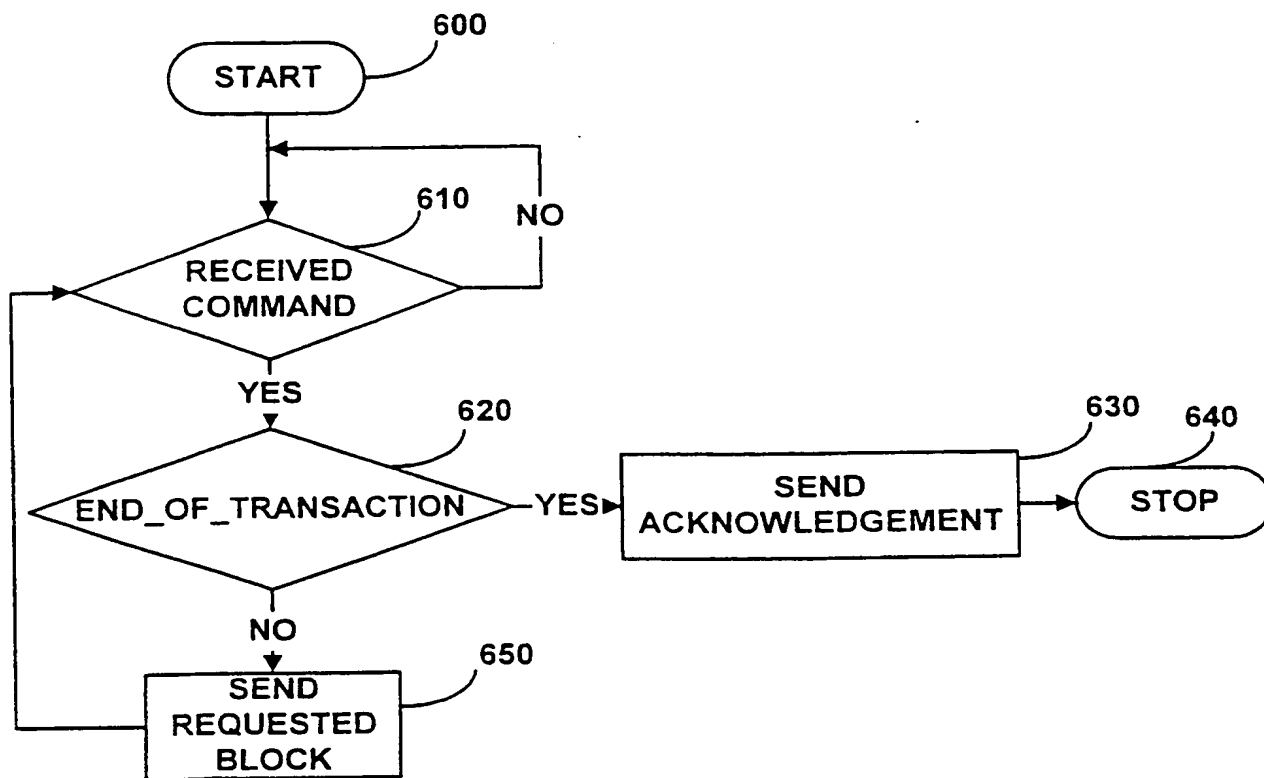 600
START
610
NO
RECEIVED
COMMAND
YES
620
END_OF_TRANSACTION
YES
630
SEND
ACKNOWLEDGEMENT
640
STOP
NO
650
SEND
REQUESTED
BLOCK